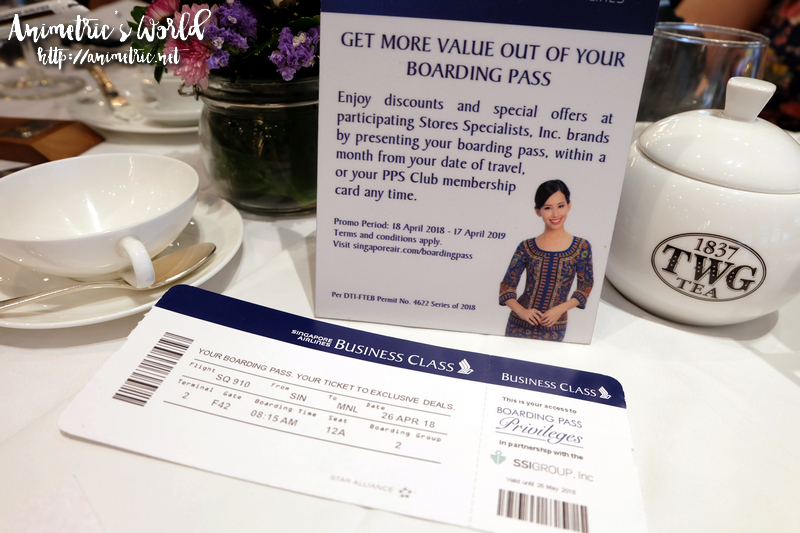 Animetric's World
http://animetric.net
GET MORE VALUE OUT OF YOUR
BOARDING PASS
Enjoy discounts and special offers at
participating Stores Specialists, Inc. brands
by presenting your boarding pass, within a
month from your date of travel,
or your PPS Club membership
card any time.
Promo Period: 18 April 2018 - 17 April 2019
Terms and conditions apply.
Visit singaporeair.com/boardingpass
Per DTI-FTEB Permit No. 4622 Series of 2018
1837
TWG
TEA
SINGAPORE
AIRLINES
BUSINESS CLASS
YOUR BOARDING PASS. YOUR TICKET TO EXCLUSIVE DEALS.
Flight From To Date
SQ 910 SIN MNL 26 APR 18
Terminal Gate Boarding Time Seat Boarding Group
2 F42 08:15 AM 12A 2
STAR ALLIANCE
BUSINESS CLASS
This is your access to
BOARDING PASS
Privileges
In partnership with the
SSIGROUP, Inc